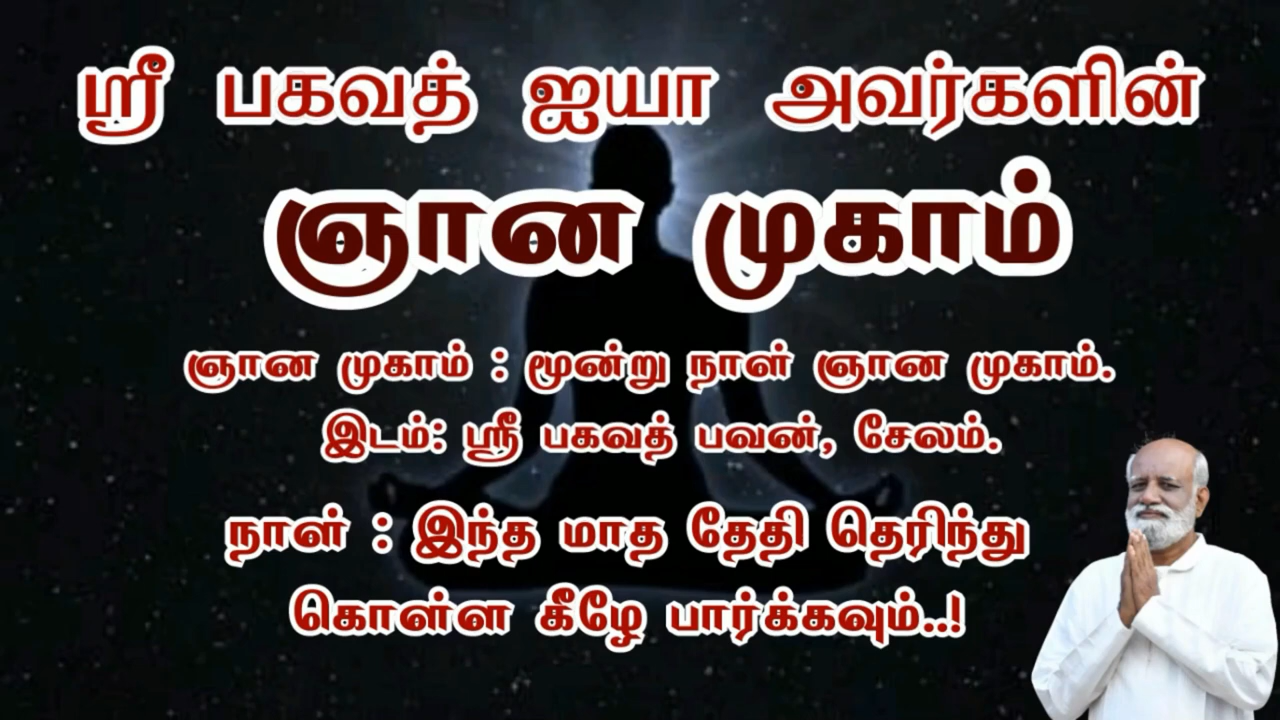 ஸ்ரீ பகவத் ஐயா அவர்களின்
ஞான முகாம்
ஞான முகாம் : மூன்று நாள் ஞான முகாம்.
இடம்: ஸ்ரீ பகவத் பவன், சேலம்.
நாள் : இந்த மாத தேதி தெரிந்து
கொள்ள கீழே பார்க்கவும்..!